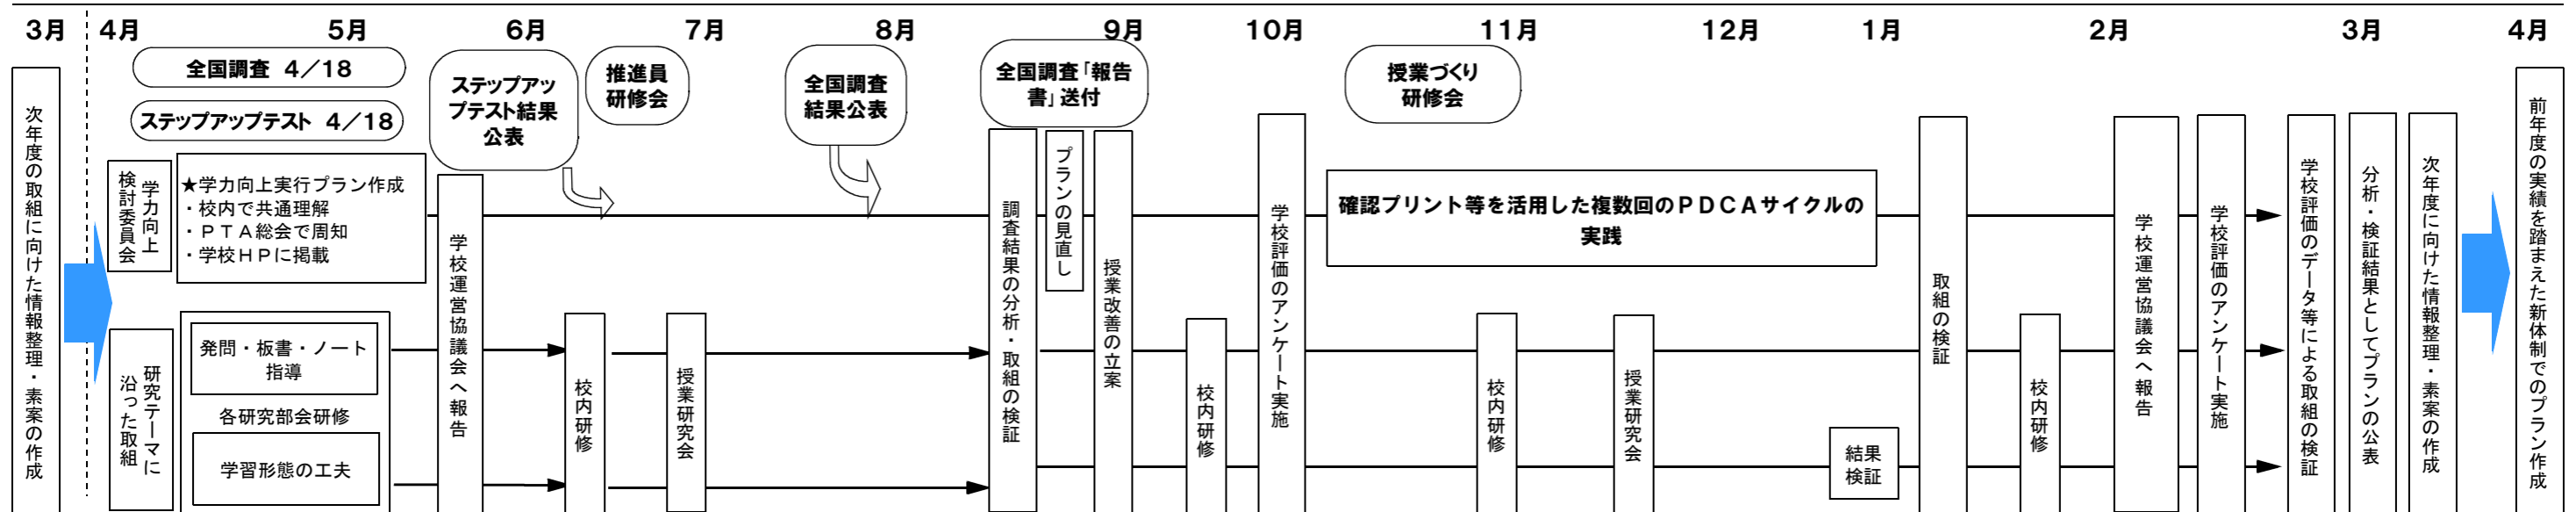 3月 4月 5月 6月 7月 8月 9月 10月 11月 12月 1月 2月 3月 4月
次年度の取組に向けた情報整理・素案の作成
全国調査 4／18
ステップアップテスト 4／18
学力向上
検討委員会
★学力向上実行プラン作成
・校内で共通理解
・ＰＴＡ総会で周知
・学校ＨＰに掲載
研究テーマに
沿った取組
発問・板書・ノート
指導
各研究部会研修
学習形態の工夫
ステップアッ
プテスト結果
公表
学校運営協議会へ報告
推進員
研修会
校内研修
授業研究会
全国調査
結果公表
全国調査「報告
書」送付
調査結果の分析・取組の検証
プランの見直し
授業改善の立案
校内研修
学校評価のアンケート実施
授業づくり
研修会
確認プリント等を活用した複数回のＰＤＣＡサイクルの
実践
校内研修
授業研究会
結果
検証
取組の検証
校内研修
学校運営協議会へ報告
学校評価のアンケート実施
学校評価のデータ等による取組の検証
分析・検証結果としてプランの公表
次年度に向けた情報整理・素案の作成
前年度の実績を踏まえた新体制でのプラン作成